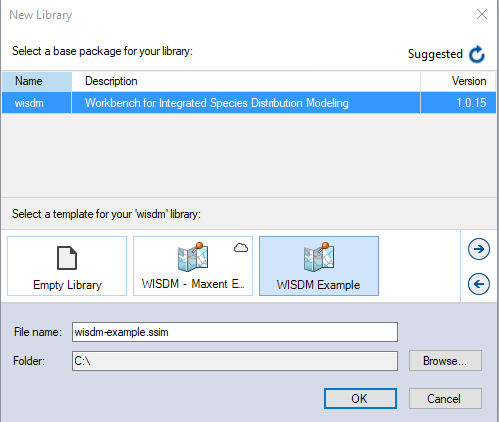 New Library
Select a base package for your library:
Suggested
Name Description Version
wisdm Workbench for Integrated Species Distribution Modeling 1.0.15
Select a template for your 'wisdm' library:
Empty Library WISDM - Maxent E... WISDM Example
File name: wisdm-example.ssim
Folder: C:\ Browse...
OK Cancel